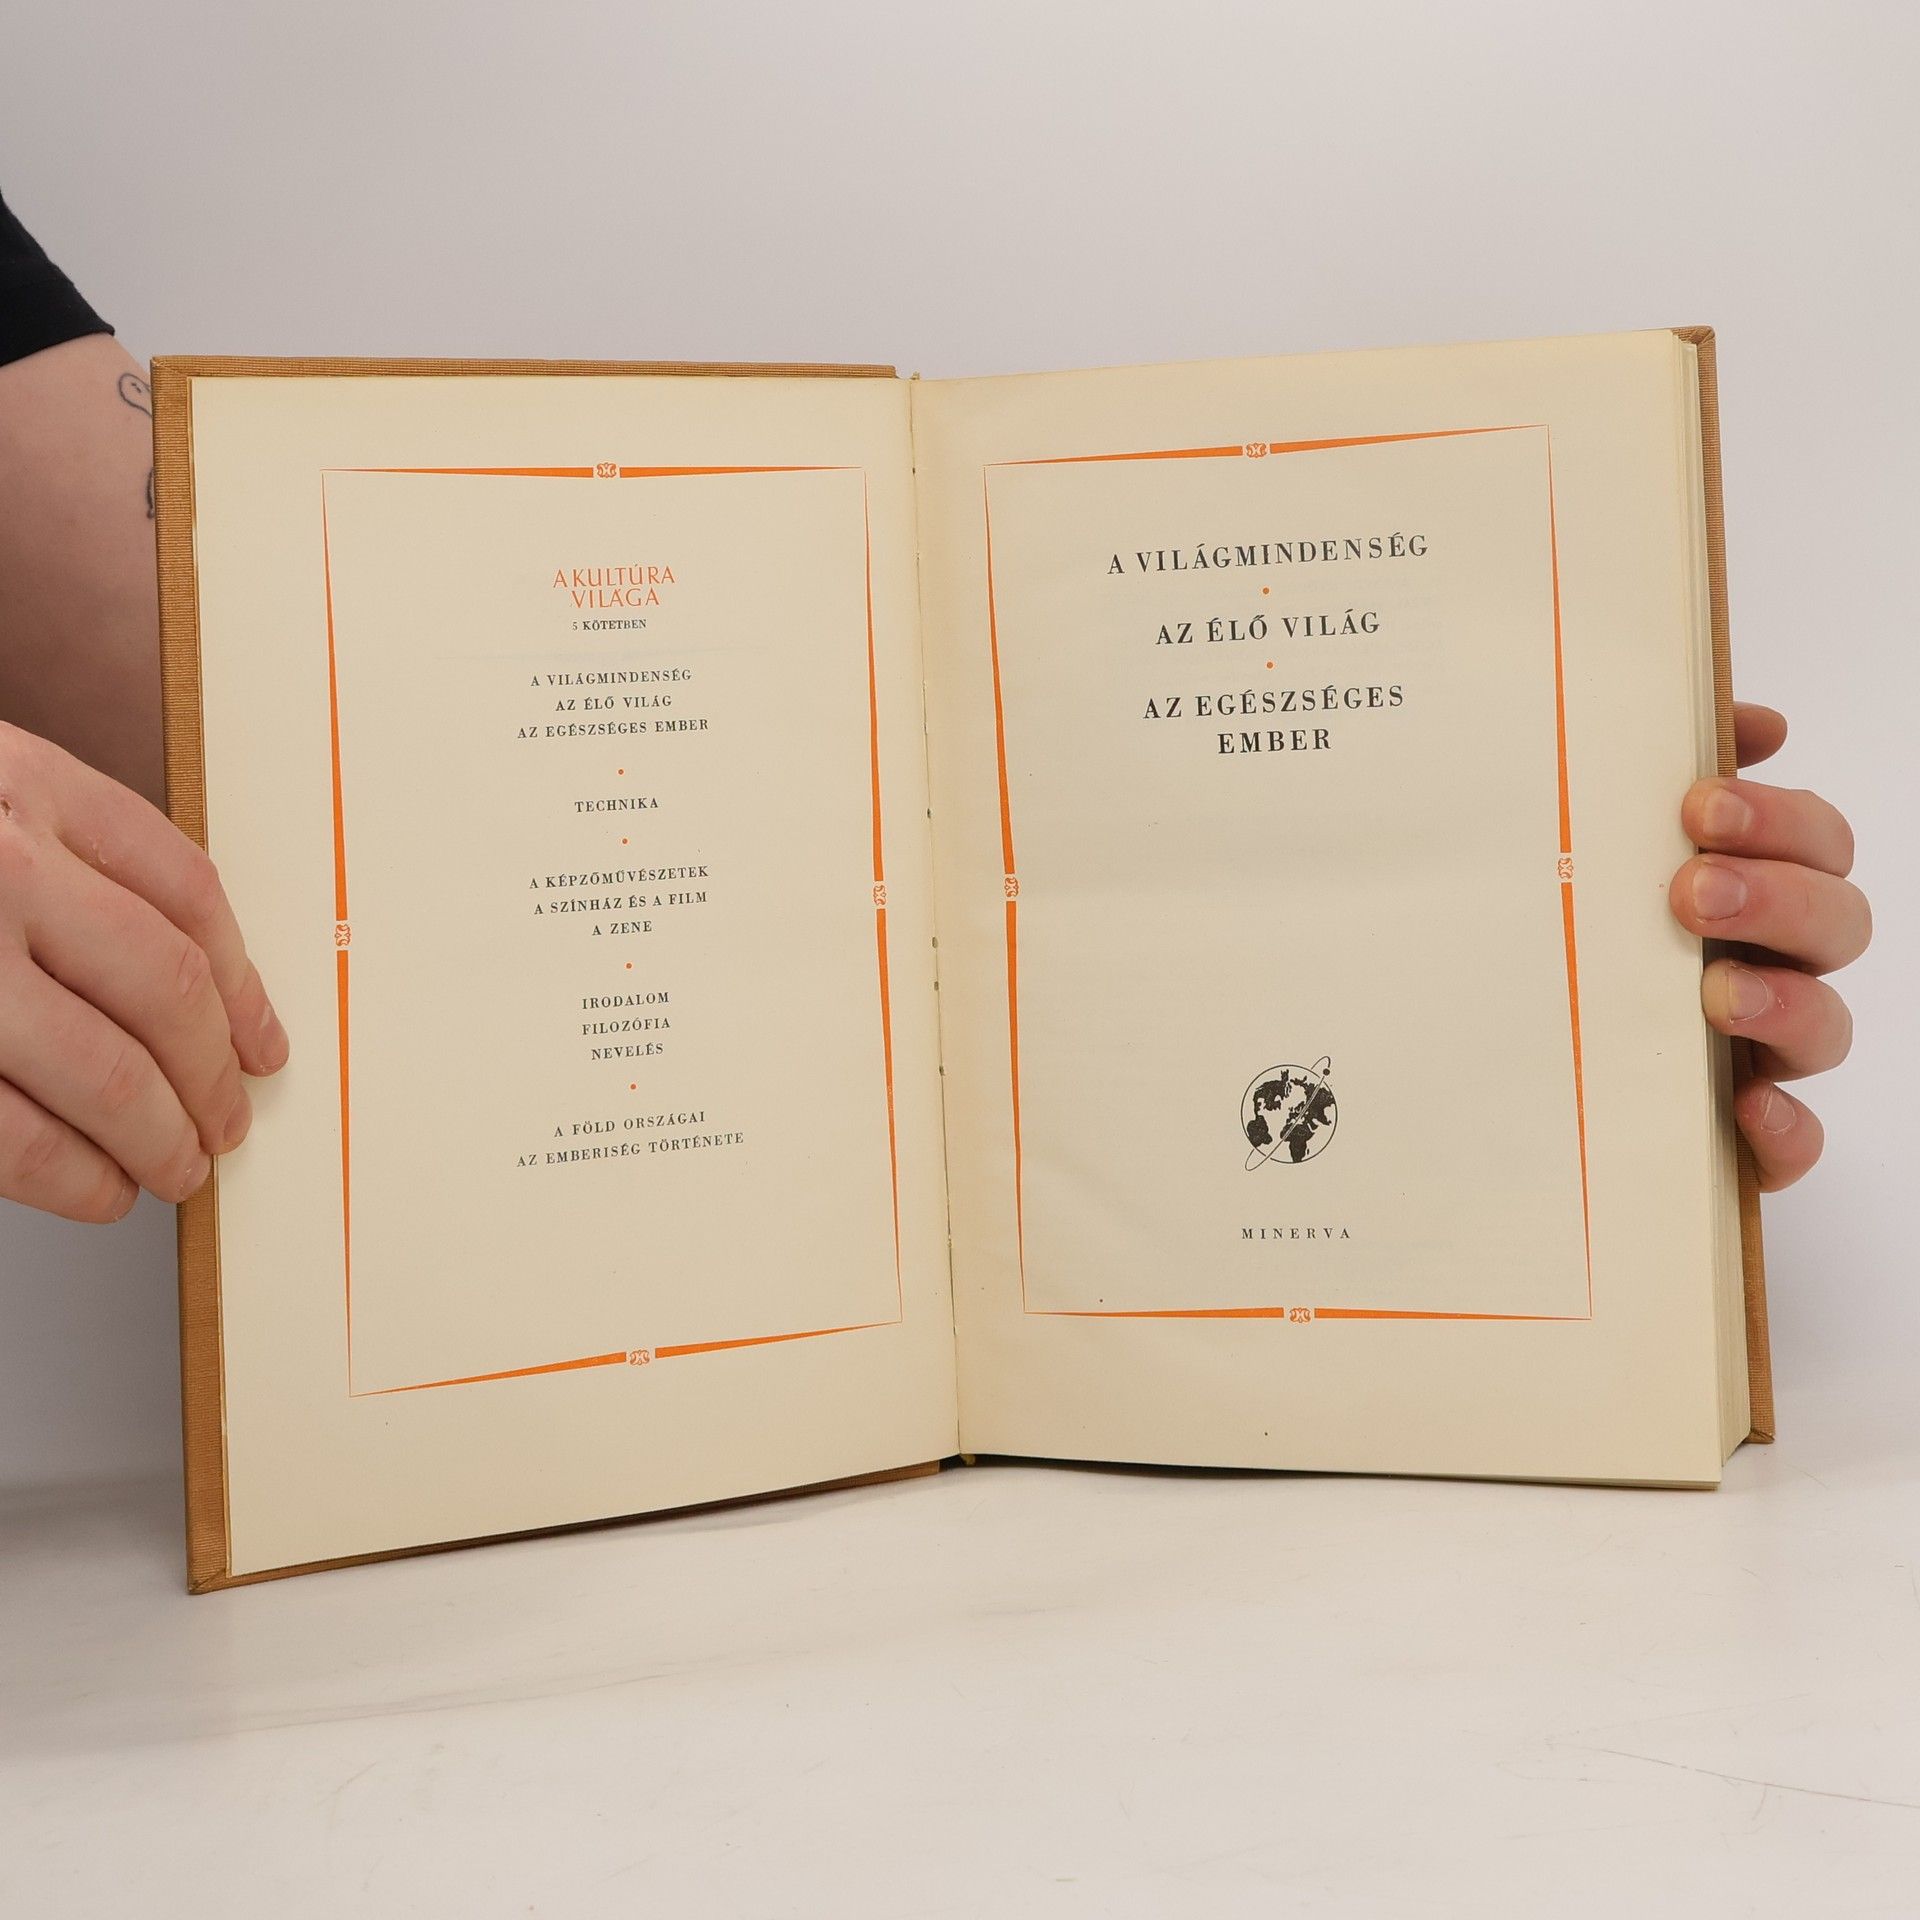 A KULTÚRA
VILÁGA
5 KÖTETBEN
A VILÁGMINDENSÉG
AZ ÉLŐ VILÁG
AZ EGÉSZSÉGES EMBER
TECHNIKA
A KÉPZŐMŰVÉSZETEK
A SZÍNHÁZ ÉS A FILM
A ZENE
IRODALOM
FILOZÓFIA
NEVELÉS
A FÖLD ORSZÁGAI
AZ EMBERISÉG TÖRTÉNETE
A VILÁGMINDENSÉG
AZ ÉLŐ VILÁG
AZ EGÉSZSÉGES
EMBER
MINERVA